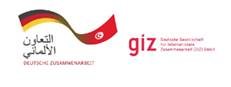 التعاون
الألماني
DEUTSCHE ZUSAMMENARBEIT
giz
Deutsche Gesellschaft
für Internationale
Zusammenarbeit (GIZ) GmbH